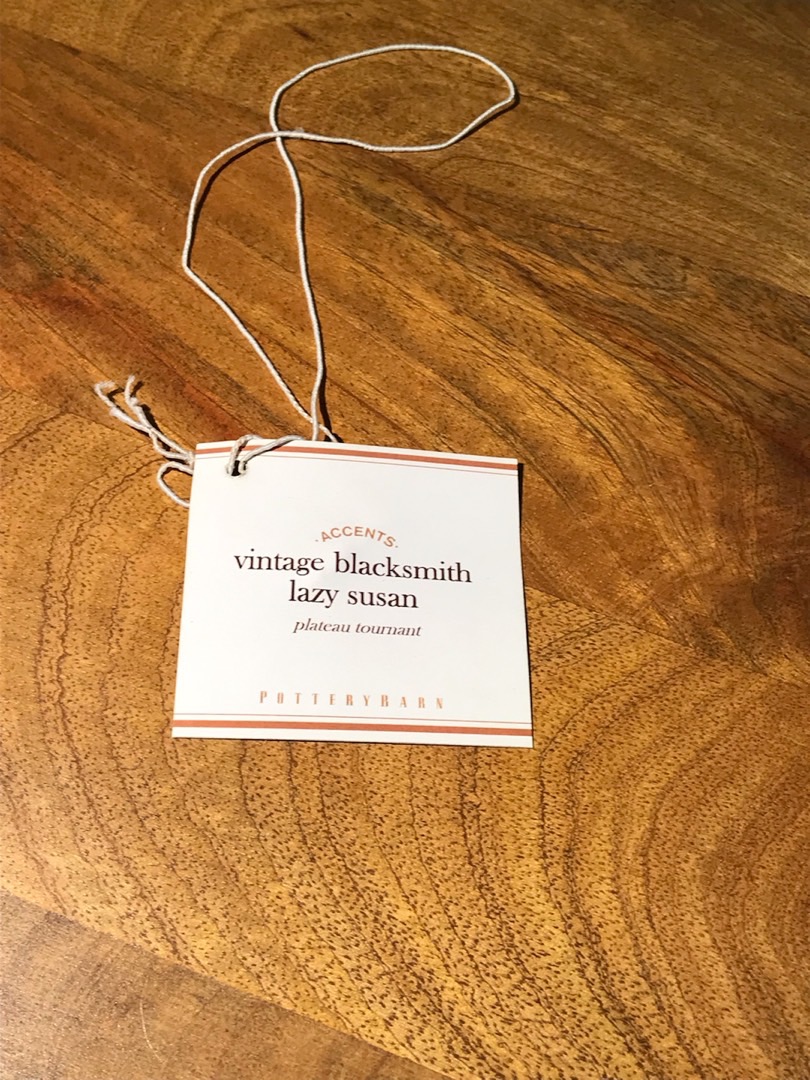 ·ACCENTS·
vintage blacksmith
lazy susan
plateau tournant
POTTERYBARN